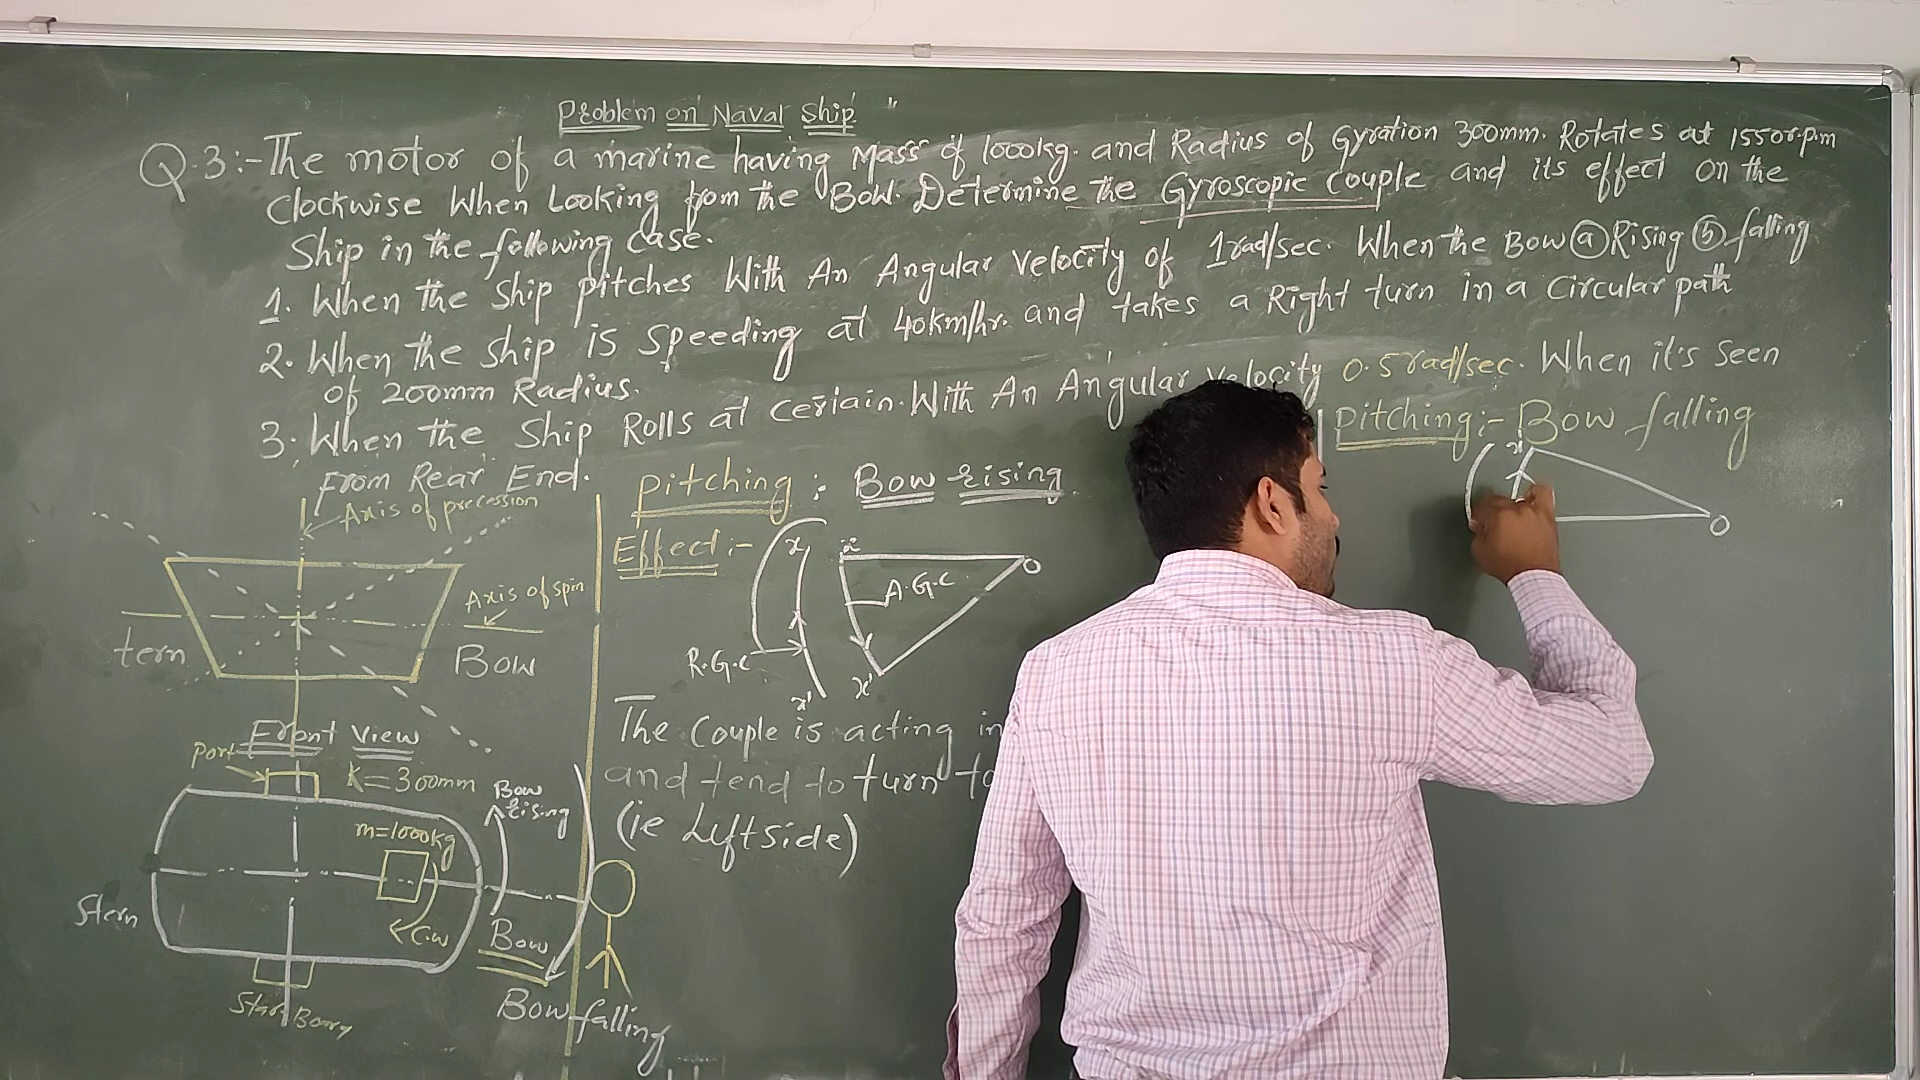 Problem on Naval Ship "
Q.3:- The motor of a marine having Mass of 1000kg. and Radius of Gyration 300mm. Rotates at 1550r.p.m
Clockwise When Looking from the Bow. Determine the Gyroscopic Couple and its effect on the
Ship in the following case.
1. When the Ship pitches With An Angular Velocity of 1rad/sec. When the Bow ⓐ Rising ⓑ falling
2. When the Ship is Speeding at 40km/hr. and takes a Right turn in a Circular path
of 200mm Radius.
3. When the Ship Rolls at Certain. With An Angular Velocity 0.5rad/sec. When it's Seen
From Rear End.
Axis of precession
Axis of spin
tern
Bow
Front View
Port
K=300mm
m=1000kg
C.W
Stern
Star Bory
Bow rising
Bow
Bow falling
Pitching: Bow rising
Effect:-
x
R.G.C
x'
x
A.G.C
O
x'
The Couple is acting in
and tend to turn to
(ie Leftside)
Pitching:- Bow falling
x'
O